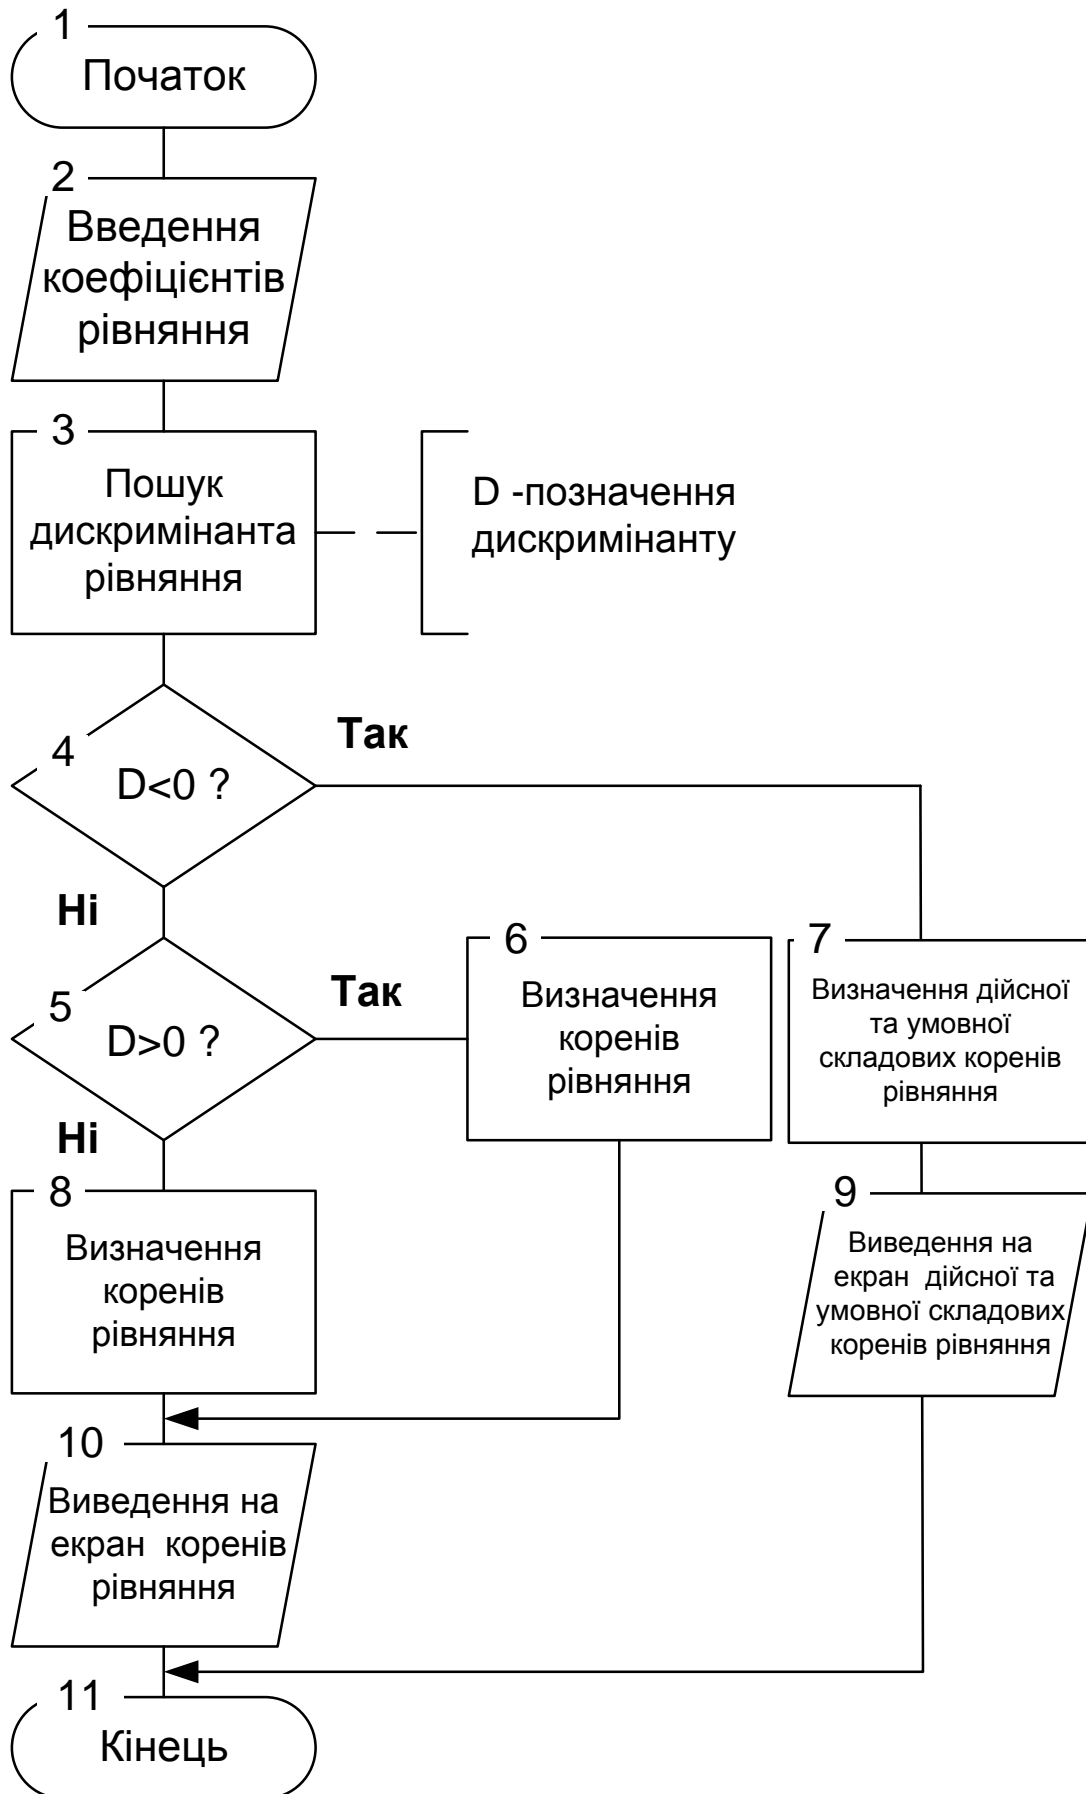 1
Початок
2
Введення
коефіцієнтів
рівняння
3
Пошук
дискримінанта
рівняння
D -позначення
дискримінанту
4
D<0 ?
Так
Ні
5
D>0 ?
Так
Ні
6
Визначення
коренів
рівняння
7
Визначення дійсної
та умовної
складових коренів
рівняння
8
Визначення
коренів
рівняння
9
Виведення на
екран дійсної та
умовної складових
коренів рівняння
10
Виведення на
екран коренів
рівняння
11
Кінець